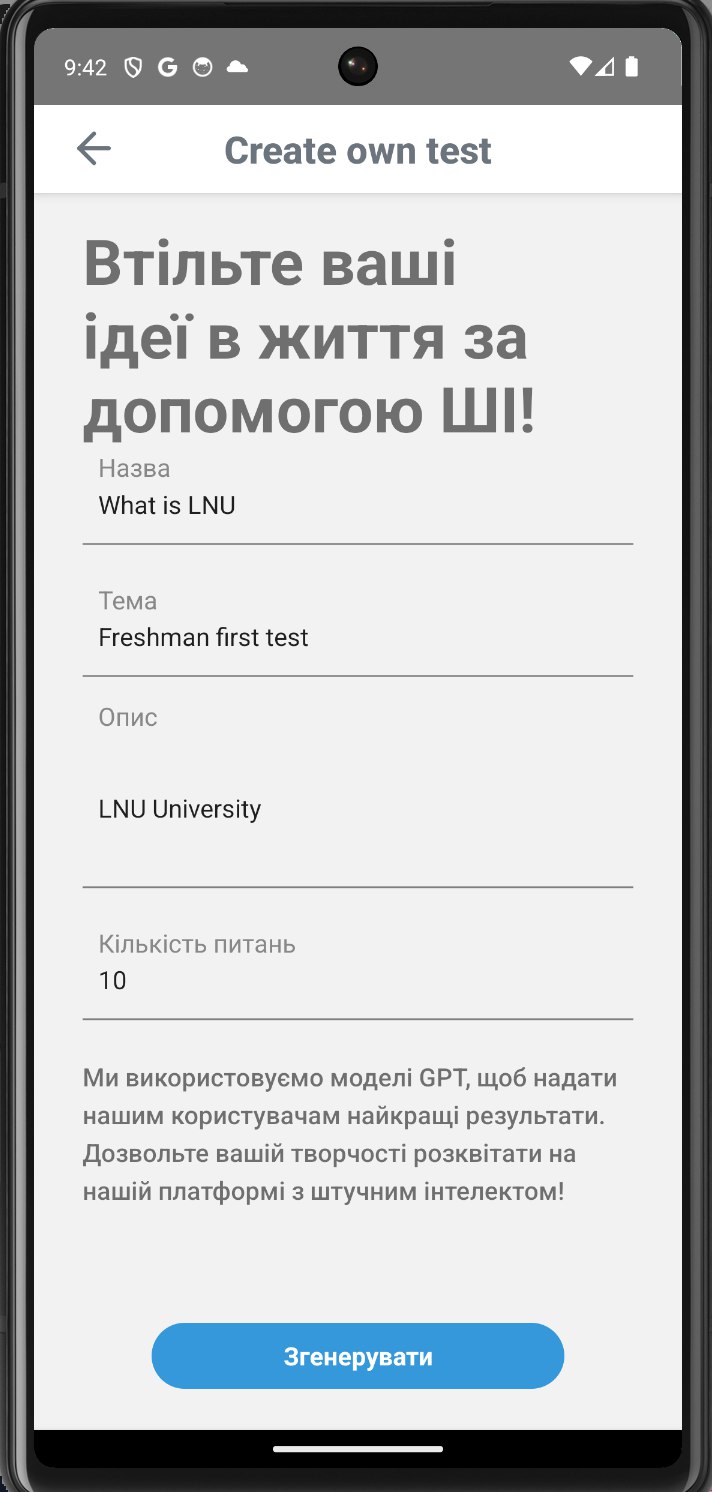 9:42
Create own test
Втільте ваші
ідеї в життя за
допомогою ШІ!
Назва
What is LNU
Тема
Freshman first test
Опис
LNU University
Кількість питань
10
Ми використовуємо моделі GPT, щоб надати
нашим користувачам найкращі результати.
Дозвольте вашій творчості розквітати на
нашій платформі з штучним інтелектом!
Згенерувати